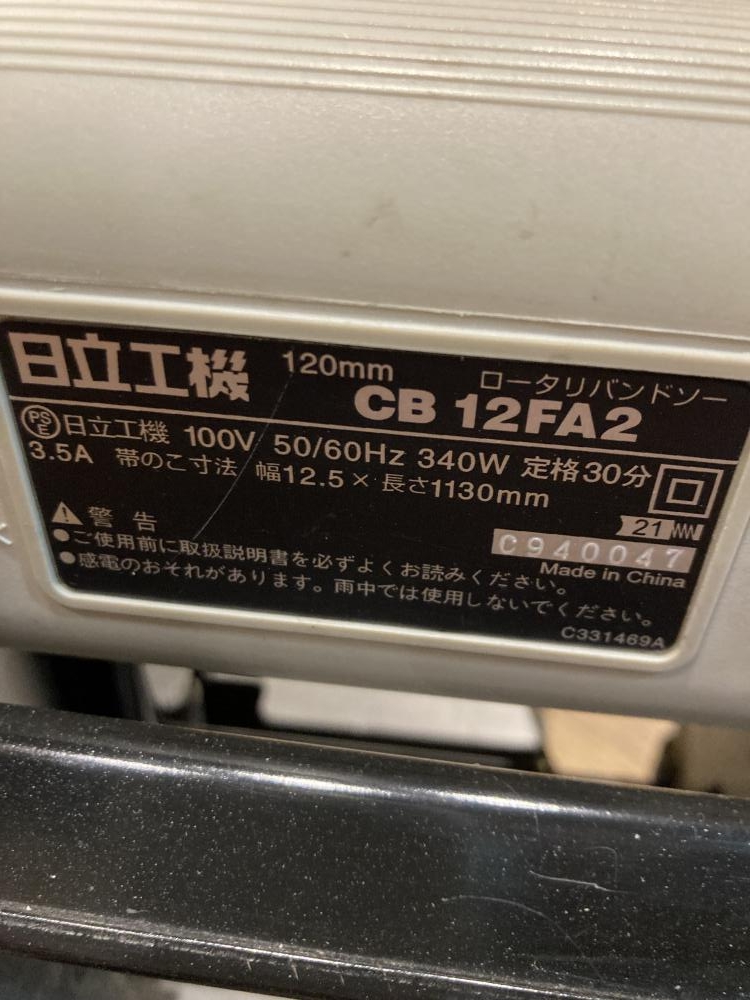 日立工機 120mm ロータリバンドソー
CB 12FA2
PSE 日立工機 100V 50/60Hz 340W 定格30分
3.5A 帯のこ寸法 幅12.5×長さ1130mm
21
⚠警告
C940047
●ご使用前に取扱説明書を必ずよくお読みください。
Made in China
●感電のおそれがあります。雨中では使用しないでください。
C331469A